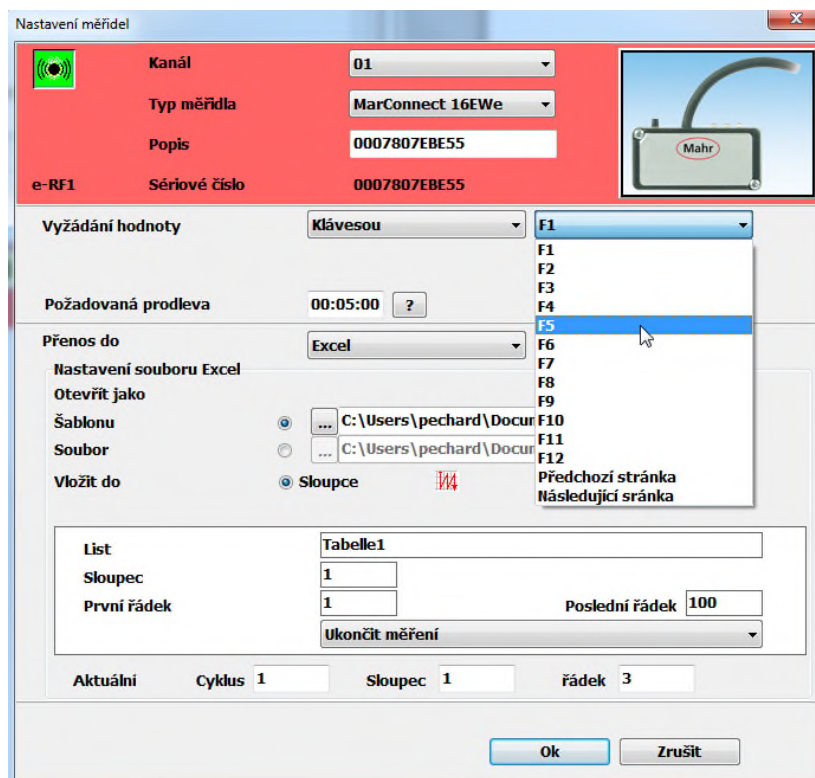 Nastavení měřidel
Kanál 01
Typ měřidla MarConnect 16EWe
Popis 0007807EBE55
Mahr
e-RF1 Sériové číslo 0007807EBE55
Vyžádání hodnoty Klávesou F1
F1
F2
F3
Požadovaná prodleva 00:05:00 ?
F4
F5
Přenos do Excel
F6
F7
Nastavení souboru Excel
F8
Otevřít jako
F9
Šablonu ... C:\Users\pechard\Docum
F10
F11
Soubor ... C:\Users\pechard\Docum
F12
Předchozí stránka
Vložit do Sloupce
Následující sránka
List Tabelle1
Sloupec 1
První řádek 1 Poslední řádek 100
Ukončit měření
Aktuální Cyklus 1 Sloupec 1 řádek 3
Ok Zrušit